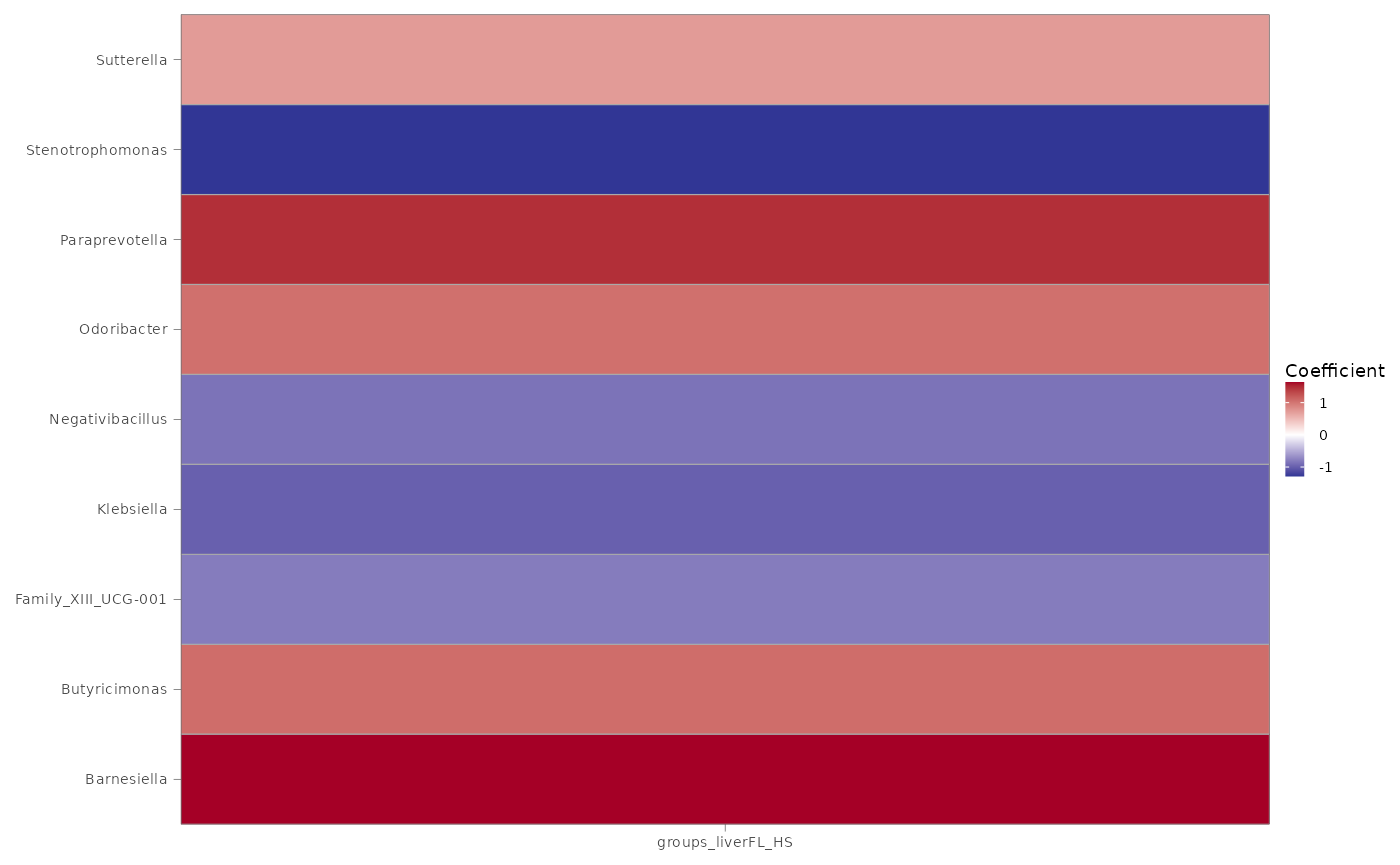 Sutterella
Stenotrophomonas
Paraprevotella
Odoribacter
Negativibacillus
Klebsiella
Family_XIII_UCG-001
Butyricimonas
Barnesiella
groups_liverFL_HS
Coefficient
1
0
-1